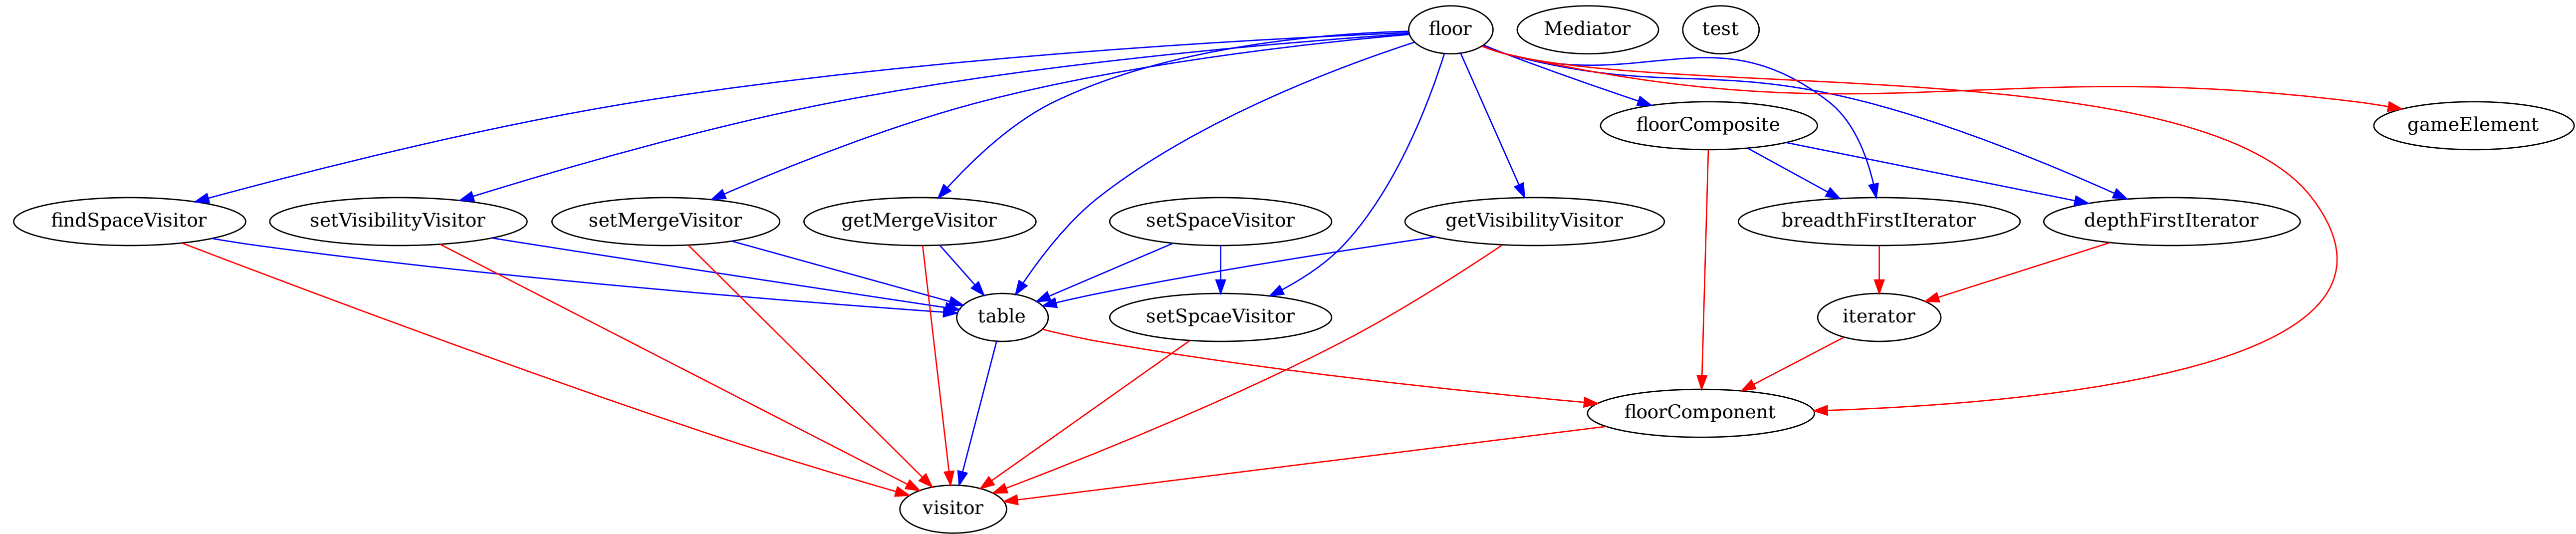 floor
Mediator
test
floorComposite
gameElement
findSpaceVisitor
setVisibilityVisitor
setMergeVisitor
getMergeVisitor
setSpaceVisitor
getVisibilityVisitor
breadthFirstIterator
depthFirstIterator
table
setSpcaeVisitor
iterator
floorComponent
visitor